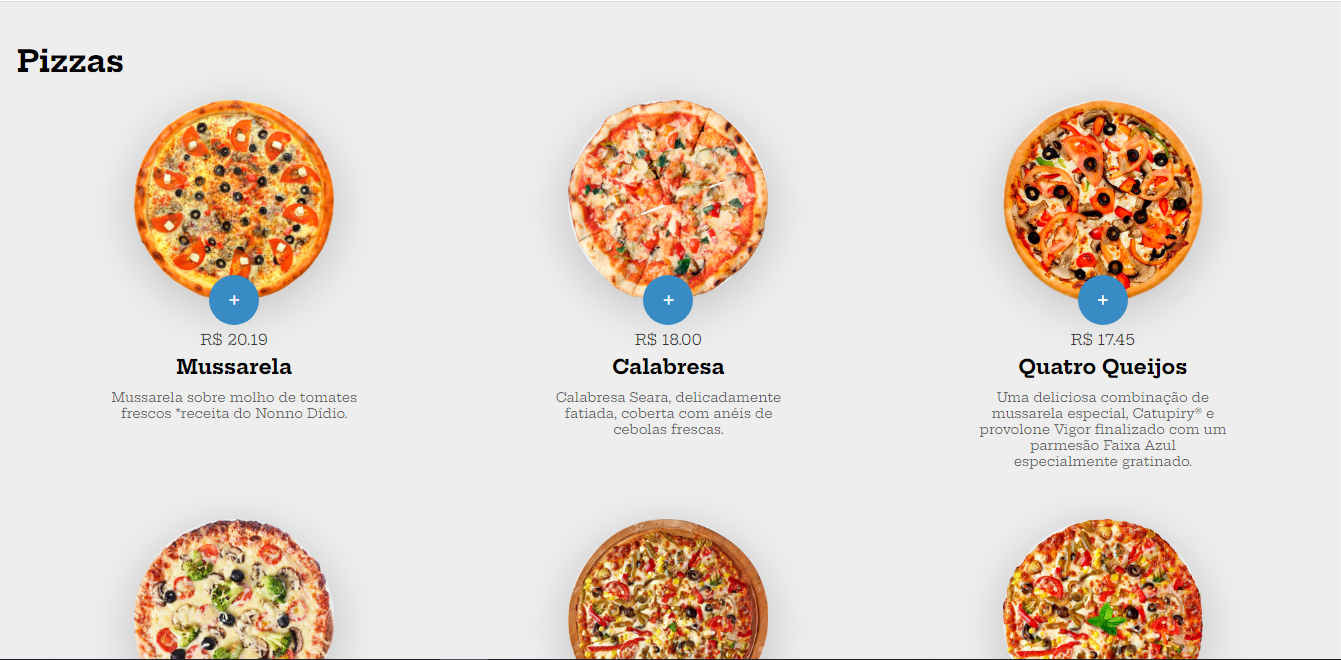 Pizzas
+
+
+
R$ 20.19
R$ 18.00
R$ 17.45
Mussarela
Calabresa
Quatro Queijos
Mussarela sobre molho de tomates
frescos *receita do Nonno Dídio.
Calabresa Seara, delicadamente
fatiada, coberta com anéis de
cebolas frescas.
Uma deliciosa combinação de
mussarela especial, Catupiry® e
provolone Vigor finalizado com um
parmesão Faixa Azul
especialmente gratinado.